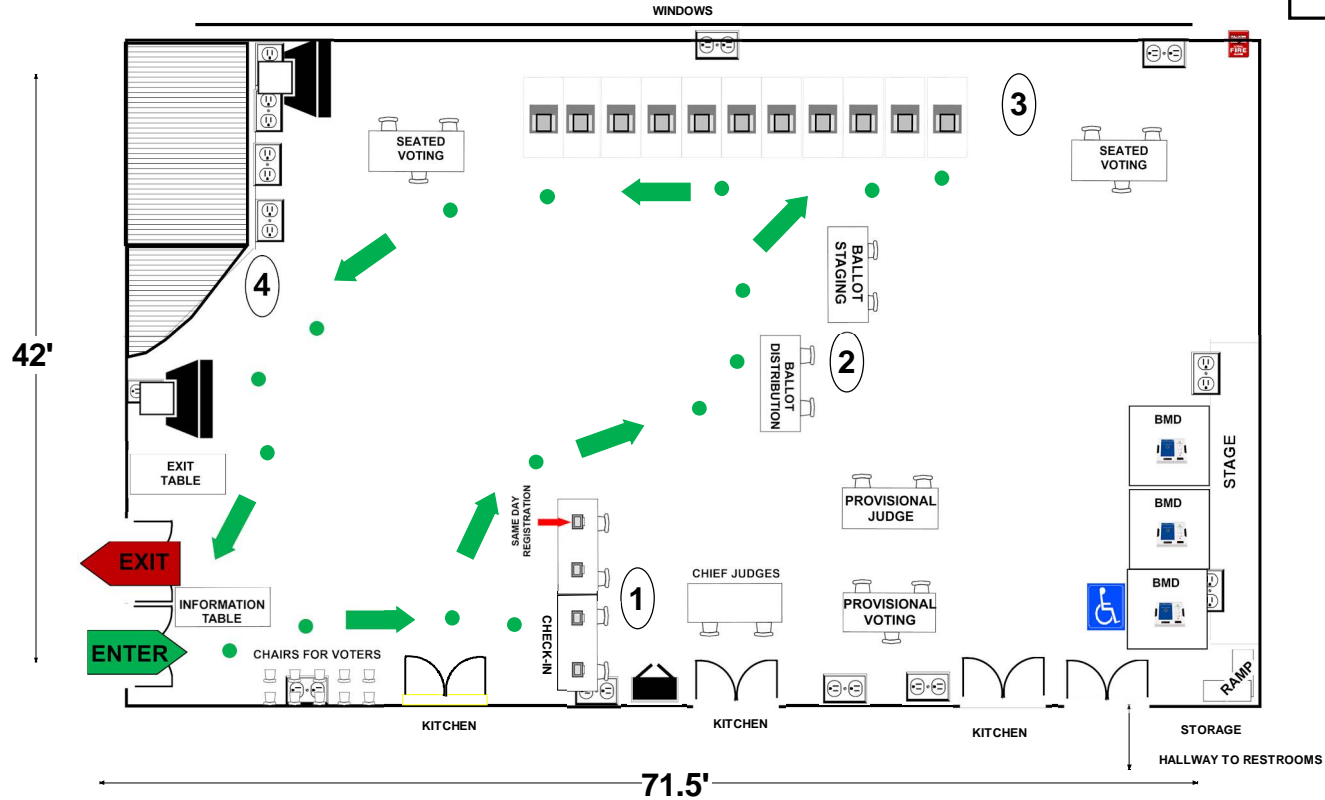 WINDOWS
FIRE
3
SEATED
VOTING
SEATED
VOTING
BALLOT
STAGING
4
42'
BALLOT
DISTRIBUTION
2
BMD
STAGE
EXIT
TABLE
PROVISIONAL
JUDGE
SAME DAY
REGISTRATION
BMD
EXIT
CHIEF JUDGES
BMD
1
INFORMATION
TABLE
PROVISIONAL
VOTING
CHECK-IN
ENTER
CHAIRS FOR VOTERS
RAMP
KITCHEN
KITCHEN
KITCHEN
STORAGE
HALLWAY TO RESTROOMS
71.5'